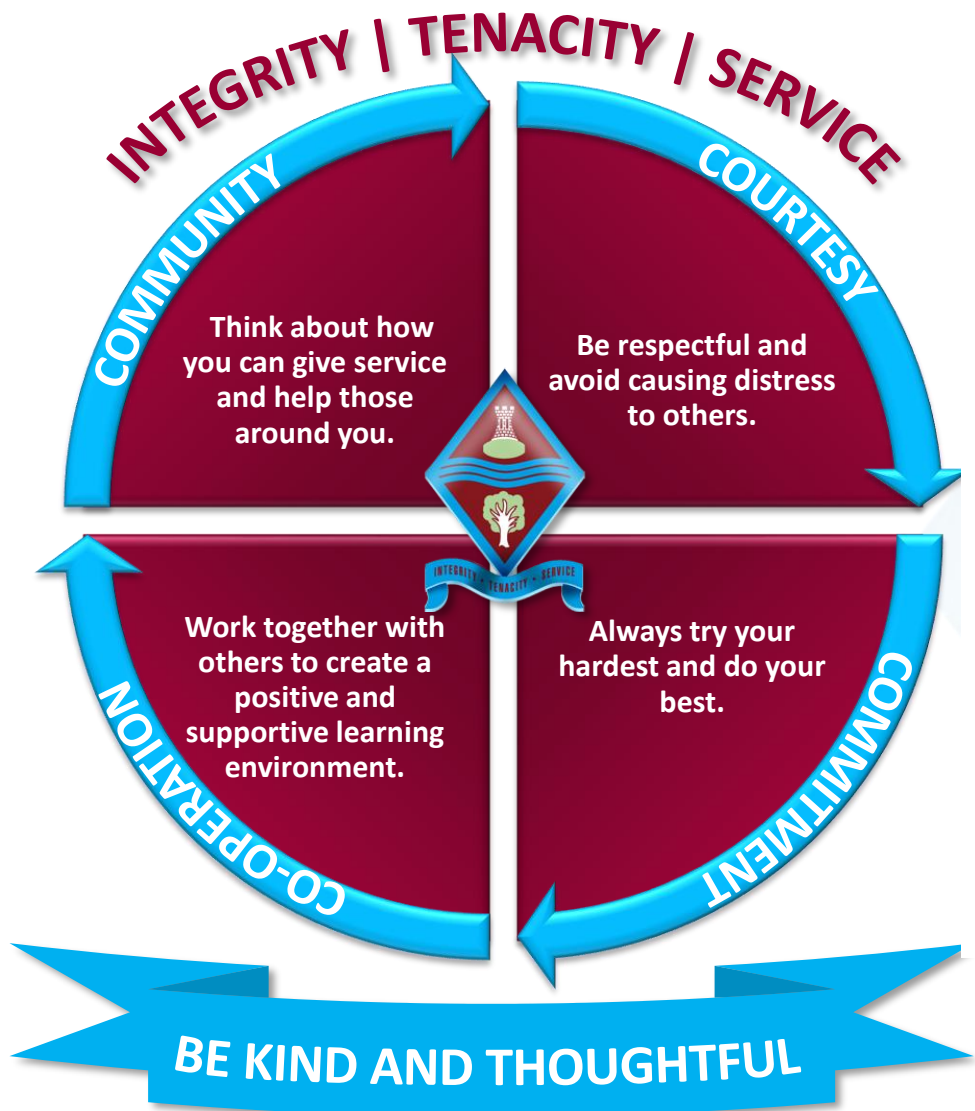 INTEGRITY | TENACITY | SERVICE
COMMUNITY
Think about how
you can give service
and help those
around you.
COURTESY
Be respectful and
avoid causing distress
to others.
INTEGRITY • TENACITY • SERVICE
CO-OPERATION
Work together with
others to create a
positive and
supportive learning
environment.
COMMITMENT
Always try your
hardest and do your
best.
BE KIND AND THOUGHTFUL